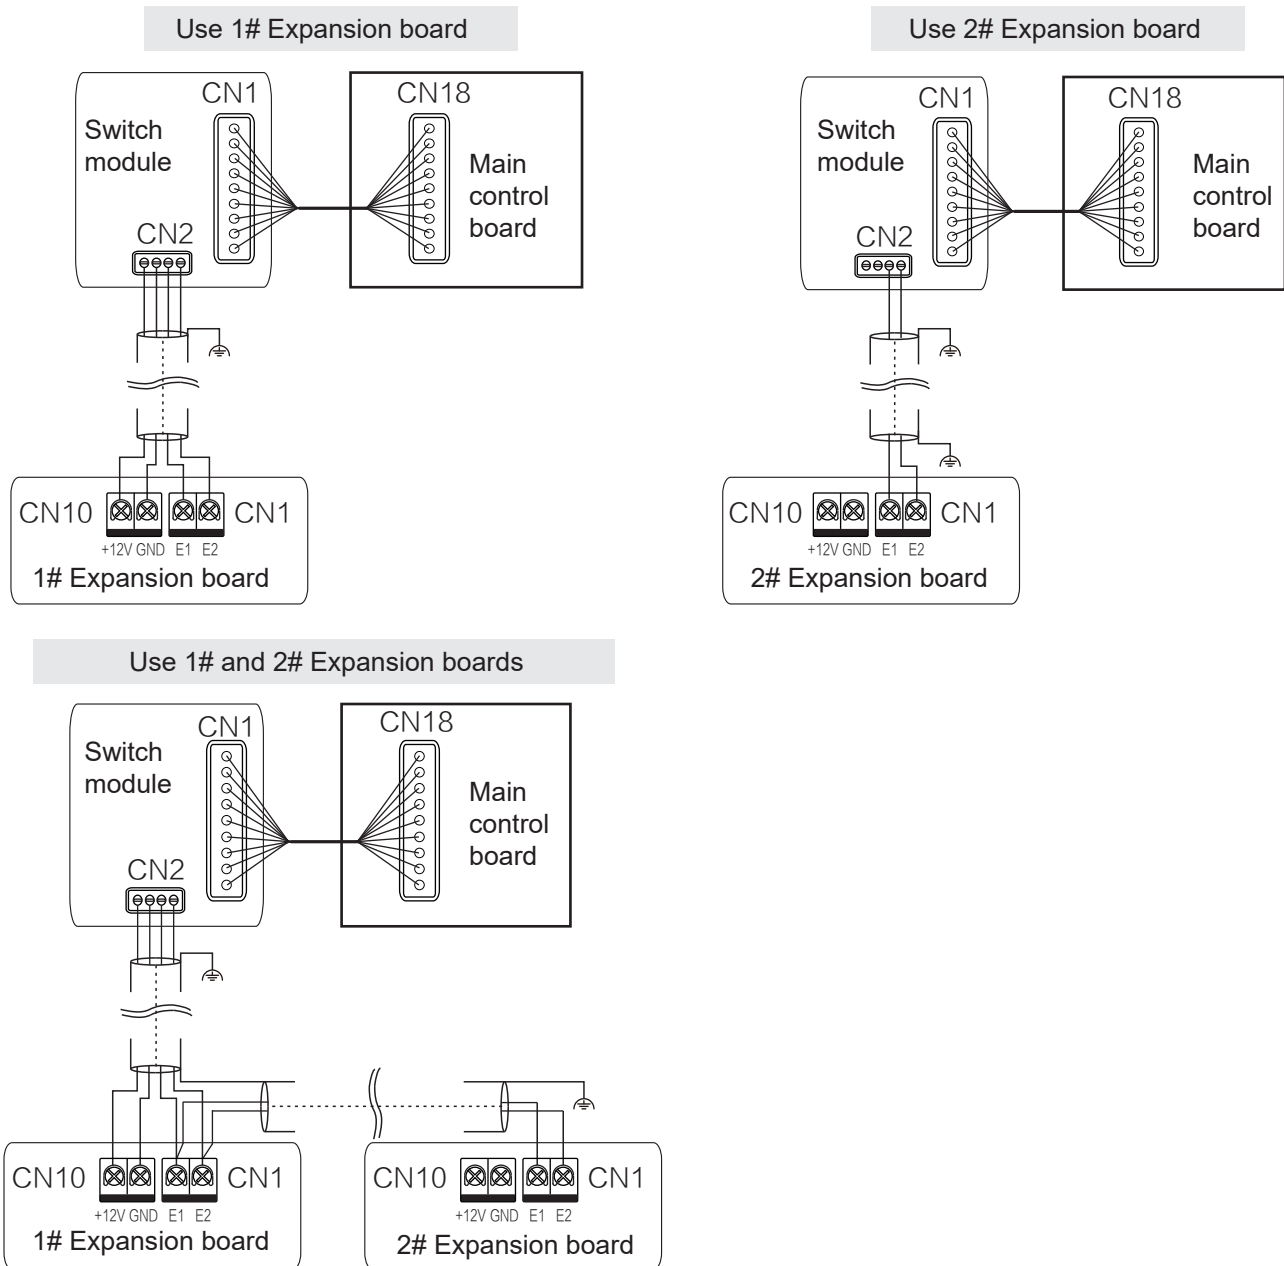 Use 1# Expansion board
CN1
CN18
Switch
module
Main
control
board
CN2
CN10
CN1
+12V GND E1 E2
1# Expansion board
Use 2# Expansion board
CN1
CN18
Switch
module
Main
control
board
CN2
CN10
CN1
+12V GND E1 E2
2# Expansion board
Use 1# and 2# Expansion boards
CN1
CN18
Switch
module
Main
control
board
CN2
CN10
CN1
+12V GND E1 E2
1# Expansion board
CN10
CN1
+12V GND E1 E2
2# Expansion board